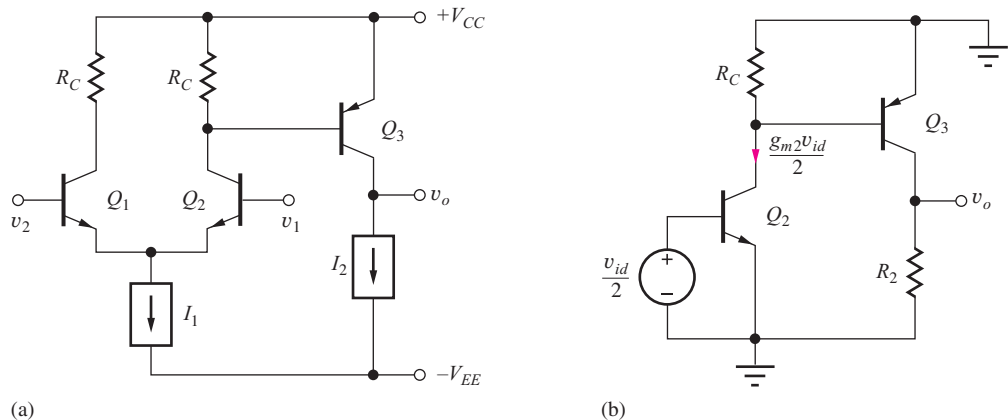 +V_CC
R_C
R_C
Q_3
Q_1
Q_2
v_2
v_1
v_o
I_1
I_2
−V_EE
(a)
R_C
Q_3
g_m2 v_id
2
Q_2
v_o
v_id
2
+
−
R_2
(b)